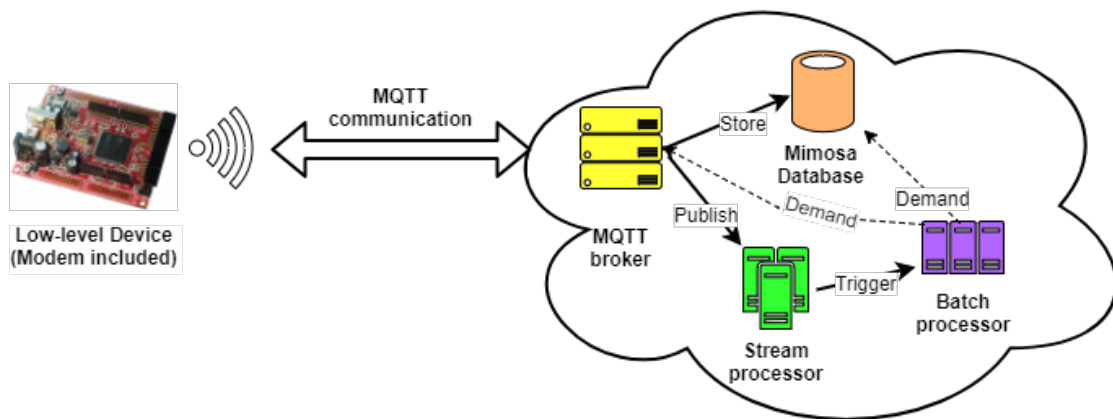 MQTT
communication
Low-level Device
(Modem included)
MQTT
broker
Store
Mimosa
Database
Publish
Demand
Demand
Stream
processor
Trigger
Batch
processor